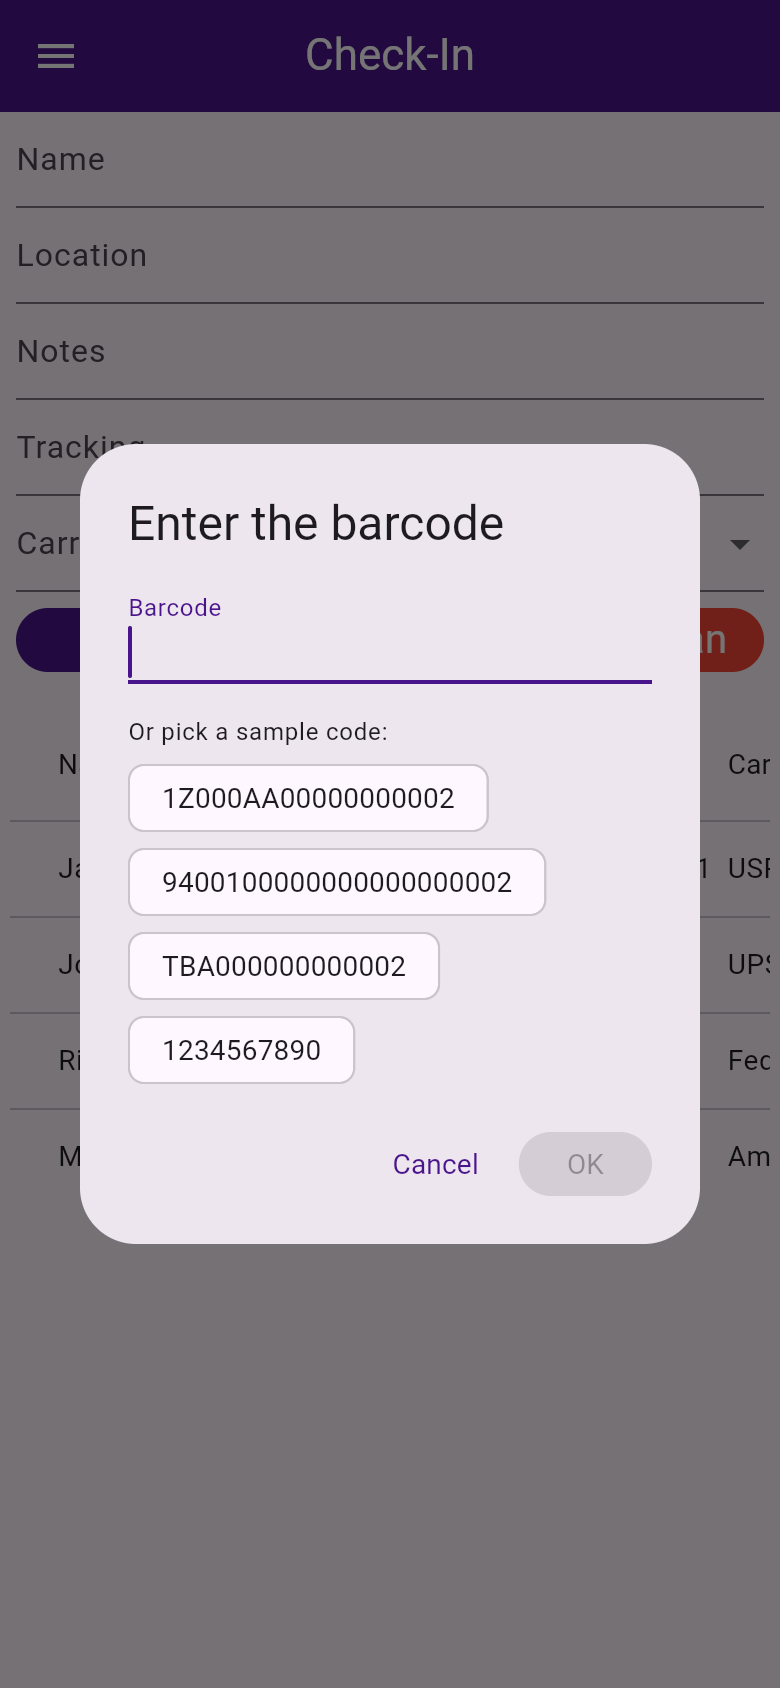 Check-In
Name
Location
Notes
Enter the barcode
Barcode
Or pick a sample code:
1Z000AA00000000002
9400100000000000000002
TBA000000000002
1234567890
Cancel
OK